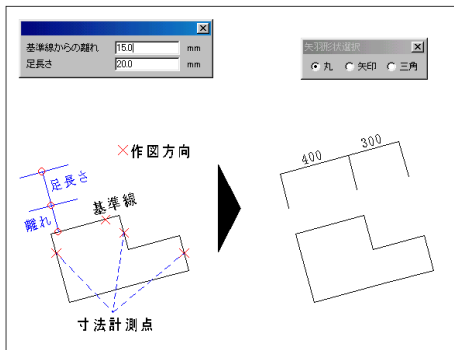 基準線からの離れ 15.0 mm
足長さ 20.0 mm
矢羽形状選択
丸 矢印 三角
作図方向
足長さ
基準線
離れ
寸法計測点
400
300